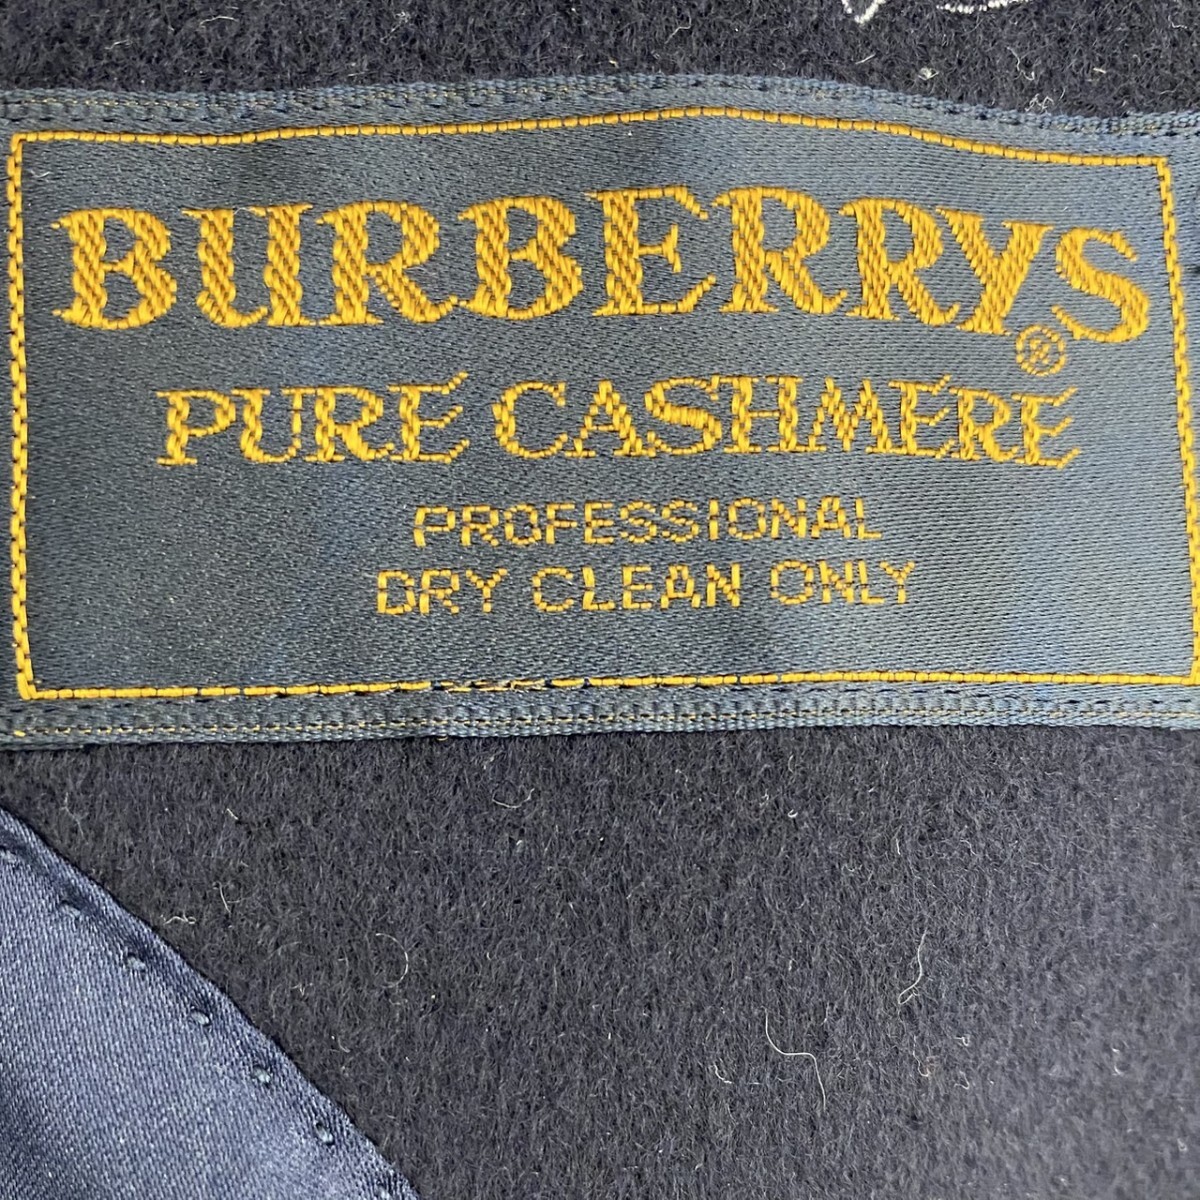 BURBERRYS®
PURE CASHMERE
PROFESSIONAL
DRY CLEAN ONLY